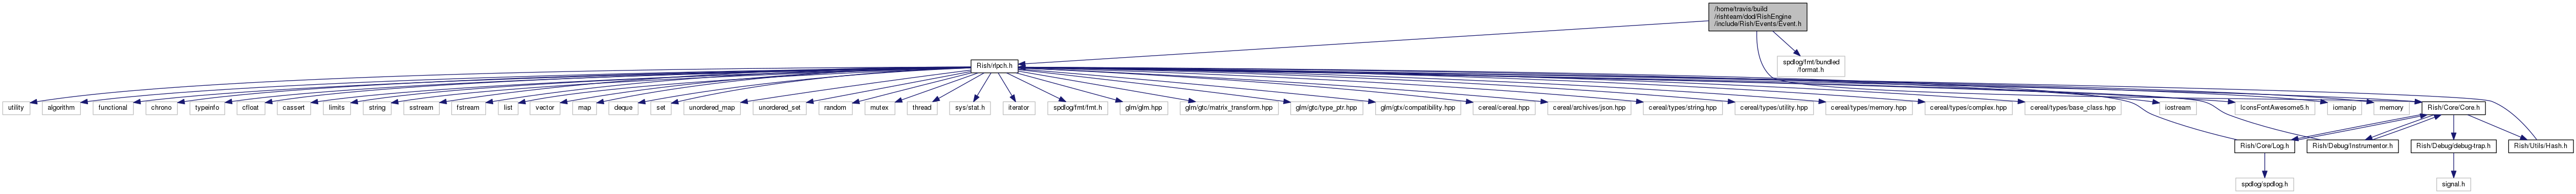 /home/travis/build
/rishteam/dod/RishEngine
/include/Rish/Events/Event.h
Rish/rpch.h
spdlog/fmt/bundled
/format.h
utility
algorithm
functional
chrono
typeinfo
cfloat
cassert
limits
string
sstream
fstream
list
vector
map
deque
set
unordered_map
unordered_set
random
mutex
thread
sys/stat.h
iterator
spdlog/fmt/fmt.h
glm/glm.hpp
glm/gtc/matrix_transform.hpp
glm/gtc/type_ptr.hpp
glm/gtx/compatibility.hpp
cereal/cereal.hpp
cereal/archives/json.hpp
cereal/types/string.hpp
cereal/types/utility.hpp
cereal/types/memory.hpp
cereal/types/complex.hpp
cereal/types/base_class.hpp
iostream
IconsFontAwesome5.h
iomanip
memory
Rish/Core/Core.h
Rish/Core/Log.h
Rish/Debug/Instrumentor.h
Rish/Debug/debug-trap.h
Rish/Utils/Hash.h
spdlog/spdlog.h
signal.h